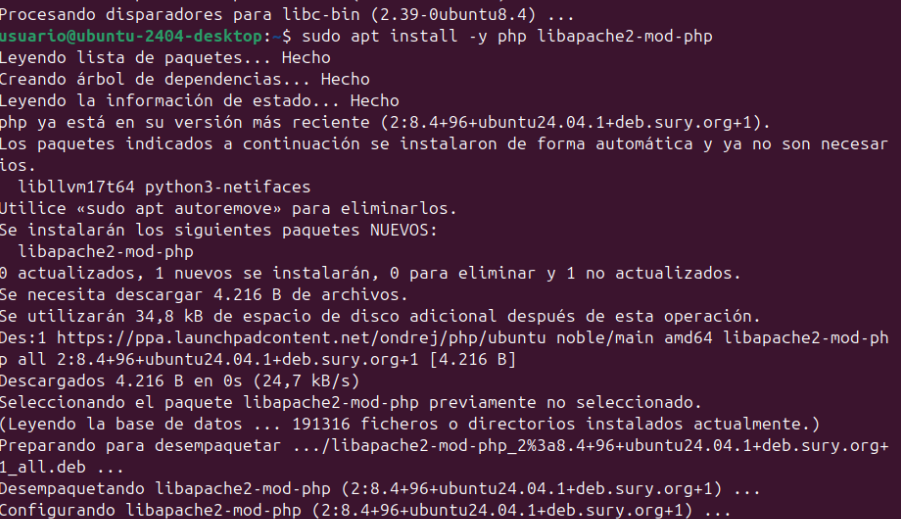 Procesando disparadores para libc-bin (2.39-0ubuntu8.4) ...
usuario@ubuntu-2404-desktop:~$ sudo apt install -y php libapache2-mod-php
Leyendo lista de paquetes... Hecho
Creando árbol de dependencias... Hecho
Leyendo la información de estado... Hecho
php ya está en su versión más reciente (2:8.4+96+ubuntu24.04.1+deb.sury.org+1).
Los paquetes indicados a continuación se instalaron de forma automática y ya no son necesar
ios.
  libllvm17t64 python3-netifaces
Utilice «sudo apt autoremove» para eliminarlos.
Se instalarán los siguientes paquetes NUEVOS:
  libapache2-mod-php
0 actualizados, 1 nuevos se instalarán, 0 para eliminar y 1 no actualizados.
Se necesita descargar 4.216 B de archivos.
Se utilizarán 34,8 kB de espacio de disco adicional después de esta operación.
Des:1 https://ppa.launchpadcontent.net/ondrej/php/ubuntu noble/main amd64 libapache2-mod-ph
p all 2:8.4+96+ubuntu24.04.1+deb.sury.org+1 [4.216 B]
Descargados 4.216 B en 0s (24,7 kB/s)
Seleccionando el paquete libapache2-mod-php previamente no seleccionado.
(Leyendo la base de datos ... 191316 ficheros o directorios instalados actualmente.)
Preparando para desempaquetar .../libapache2-mod-php_2%3a8.4+96+ubuntu24.04.1+deb.sury.org+
1_all.deb ...
Desempaquetando libapache2-mod-php (2:8.4+96+ubuntu24.04.1+deb.sury.org+1) ...
Configurando libapache2-mod-php (2:8.4+96+ubuntu24.04.1+deb.sury.org+1) ...